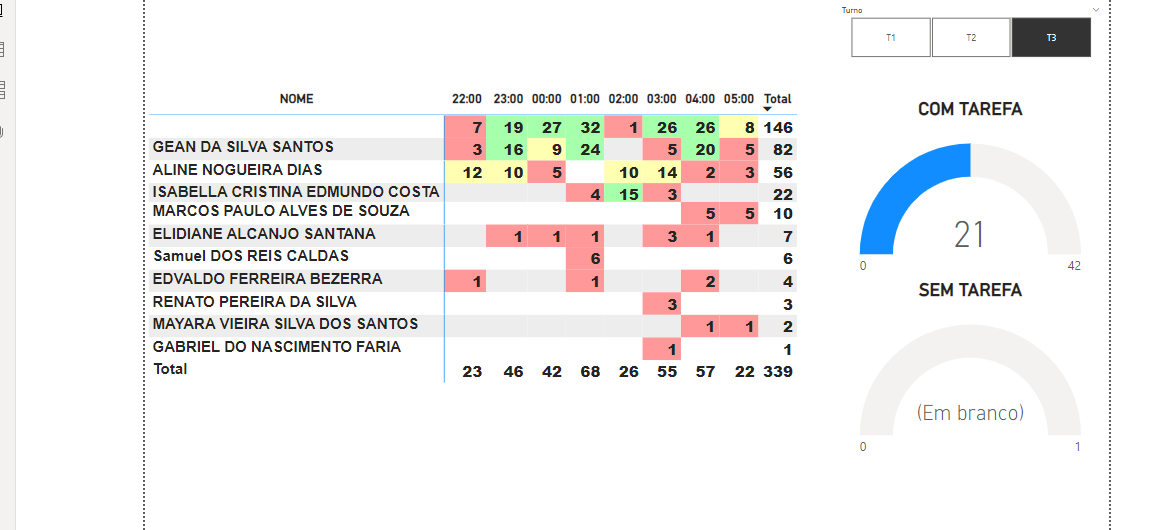 Turno
T1 T2 T3
NOME 22:00 23:00 00:00 01:00 02:00 03:00 04:00 05:00 Total
7 19 27 32 1 26 26 8 146
GEAN DA SILVA SANTOS 3 16 9 24 5 20 5 82
ALINE NOGUEIRA DIAS 12 10 5 10 14 2 3 56
ISABELLA CRISTINA EDMUNDO COSTA 4 15 3 22
MARCOS PAULO ALVES DE SOUZA 5 5 10
ELIDIANE ALCANJO SANTANA 1 1 1 3 1 7
Samuel DOS REIS CALDAS 6 6
EDVALDO FERREIRA BEZERRA 1 1 2 4
RENATO PEREIRA DA SILVA 3 3
MAYARA VIEIRA SILVA DOS SANTOS 1 1 2
GABRIEL DO NASCIMENTO FARIA 1 1
Total 23 46 42 68 26 55 57 22 339
COM TAREFA
21
0 42
SEM TAREFA
(Em branco)
0 1